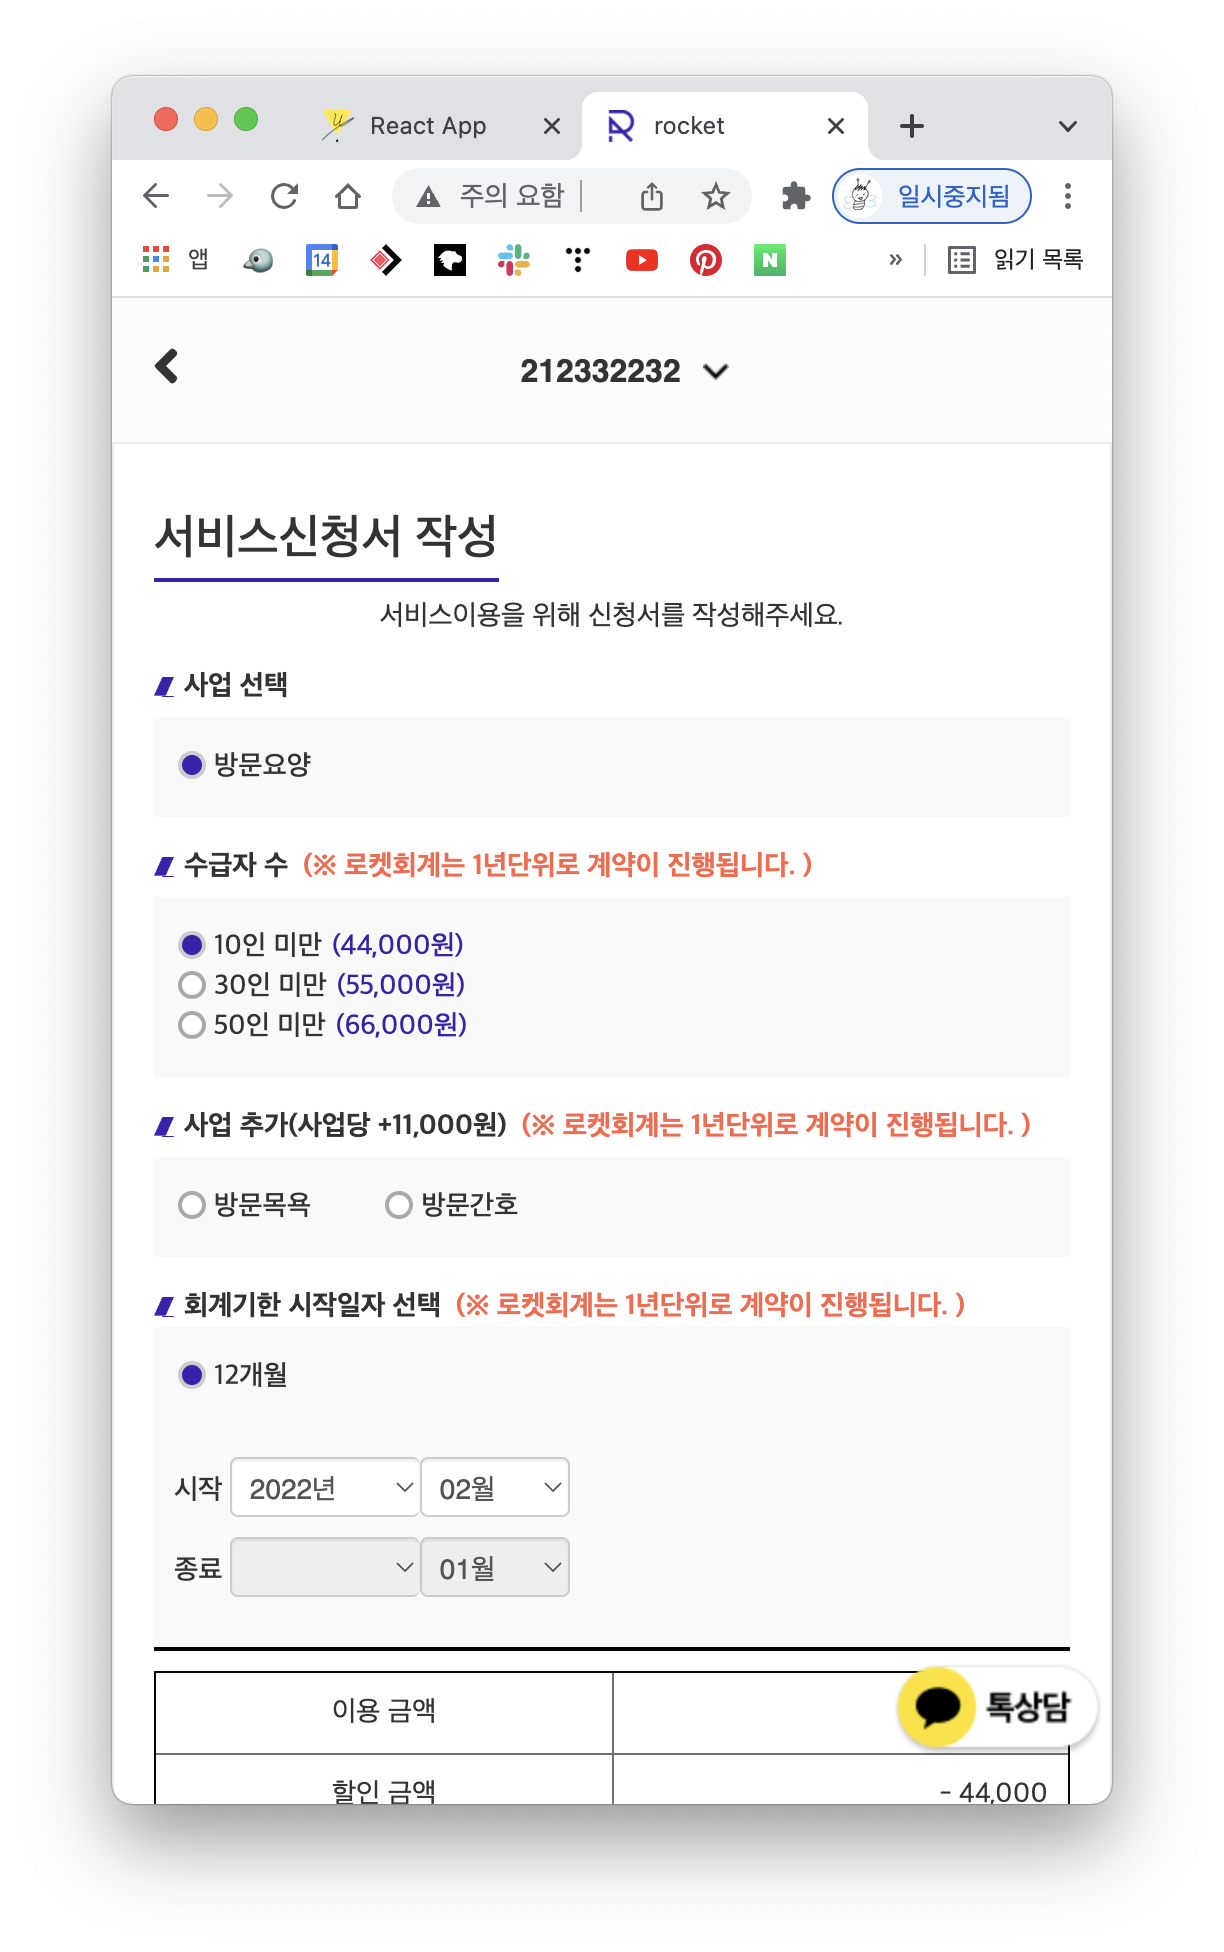 React App
rocket
주의 요함
일시중지됨
앱
14
N
»
읽기 목록
212332232
서비스신청서 작성
서비스이용을 위해 신청서를 작성해주세요.
사업 선택
방문요양
수급자 수 (※ 로켓회계는 1년단위로 계약이 진행됩니다. )
10인 미만 (44,000원)
30인 미만 (55,000원)
50인 미만 (66,000원)
사업 추가(사업당 +11,000원) (※ 로켓회계는 1년단위로 계약이 진행됩니다. )
방문목욕 방문간호
회계기한 시작일자 선택 (※ 로켓회계는 1년단위로 계약이 진행됩니다. )
12개월
시작 2022년 02월
종료 01월
이용 금액
톡상담
할인 금액 - 44,000